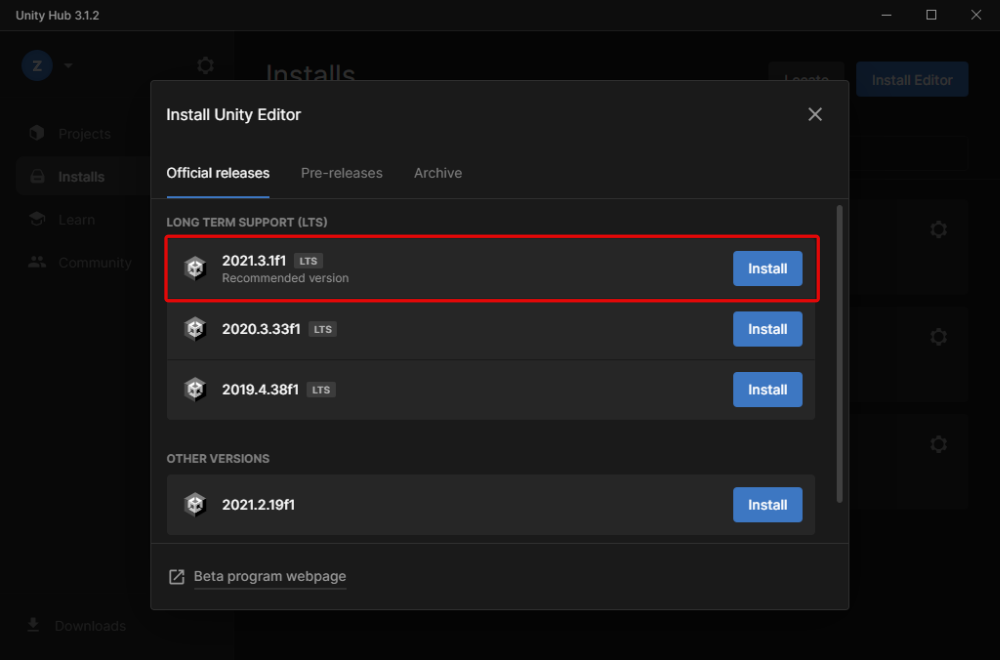 Unity Hub 3.1.2
Z
Installs
Locate
Install Editor
Projects
Installs
Learn
Community
Downloads
Install Unity Editor
Official releases
Pre-releases
Archive
LONG TERM SUPPORT (LTS)
2021.3.1f1 LTS
Recommended version
Install
2020.3.33f1 LTS
Install
2019.4.38f1 LTS
Install
OTHER VERSIONS
2021.2.19f1
Install
Beta program webpage